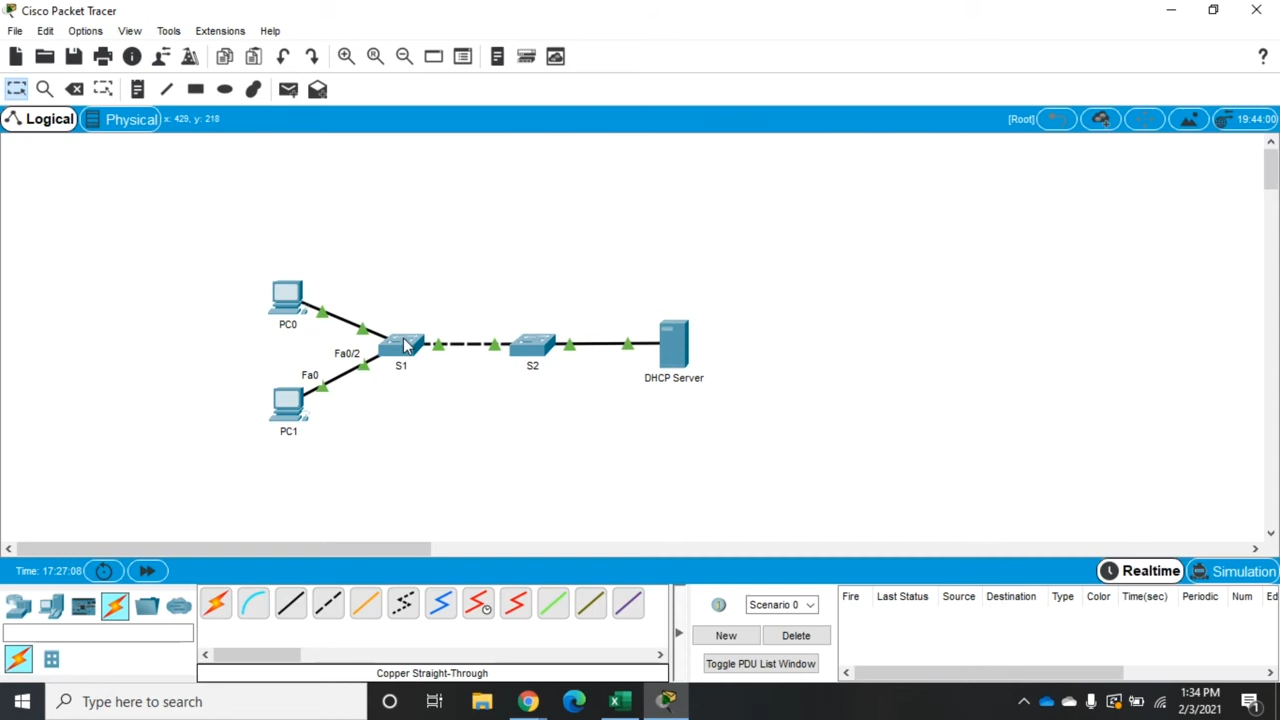 Cisco Packet Tracer
File Edit Options View Tools Extensions Help
Logical Physical x: 429, y: 218 [Root] 19:44:00
PC0
Fa0/2
S1
S2
Fa0
DHCP Server
PC1
Time: 17:27:08 Realtime Simulation
Scenario 0
Fire Last Status Source Destination Type Color Time(sec) Periodic Num Ed
New Delete
Toggle PDU List Window
Copper Straight-Through
Type here to search
1:34 PM
2/3/2021